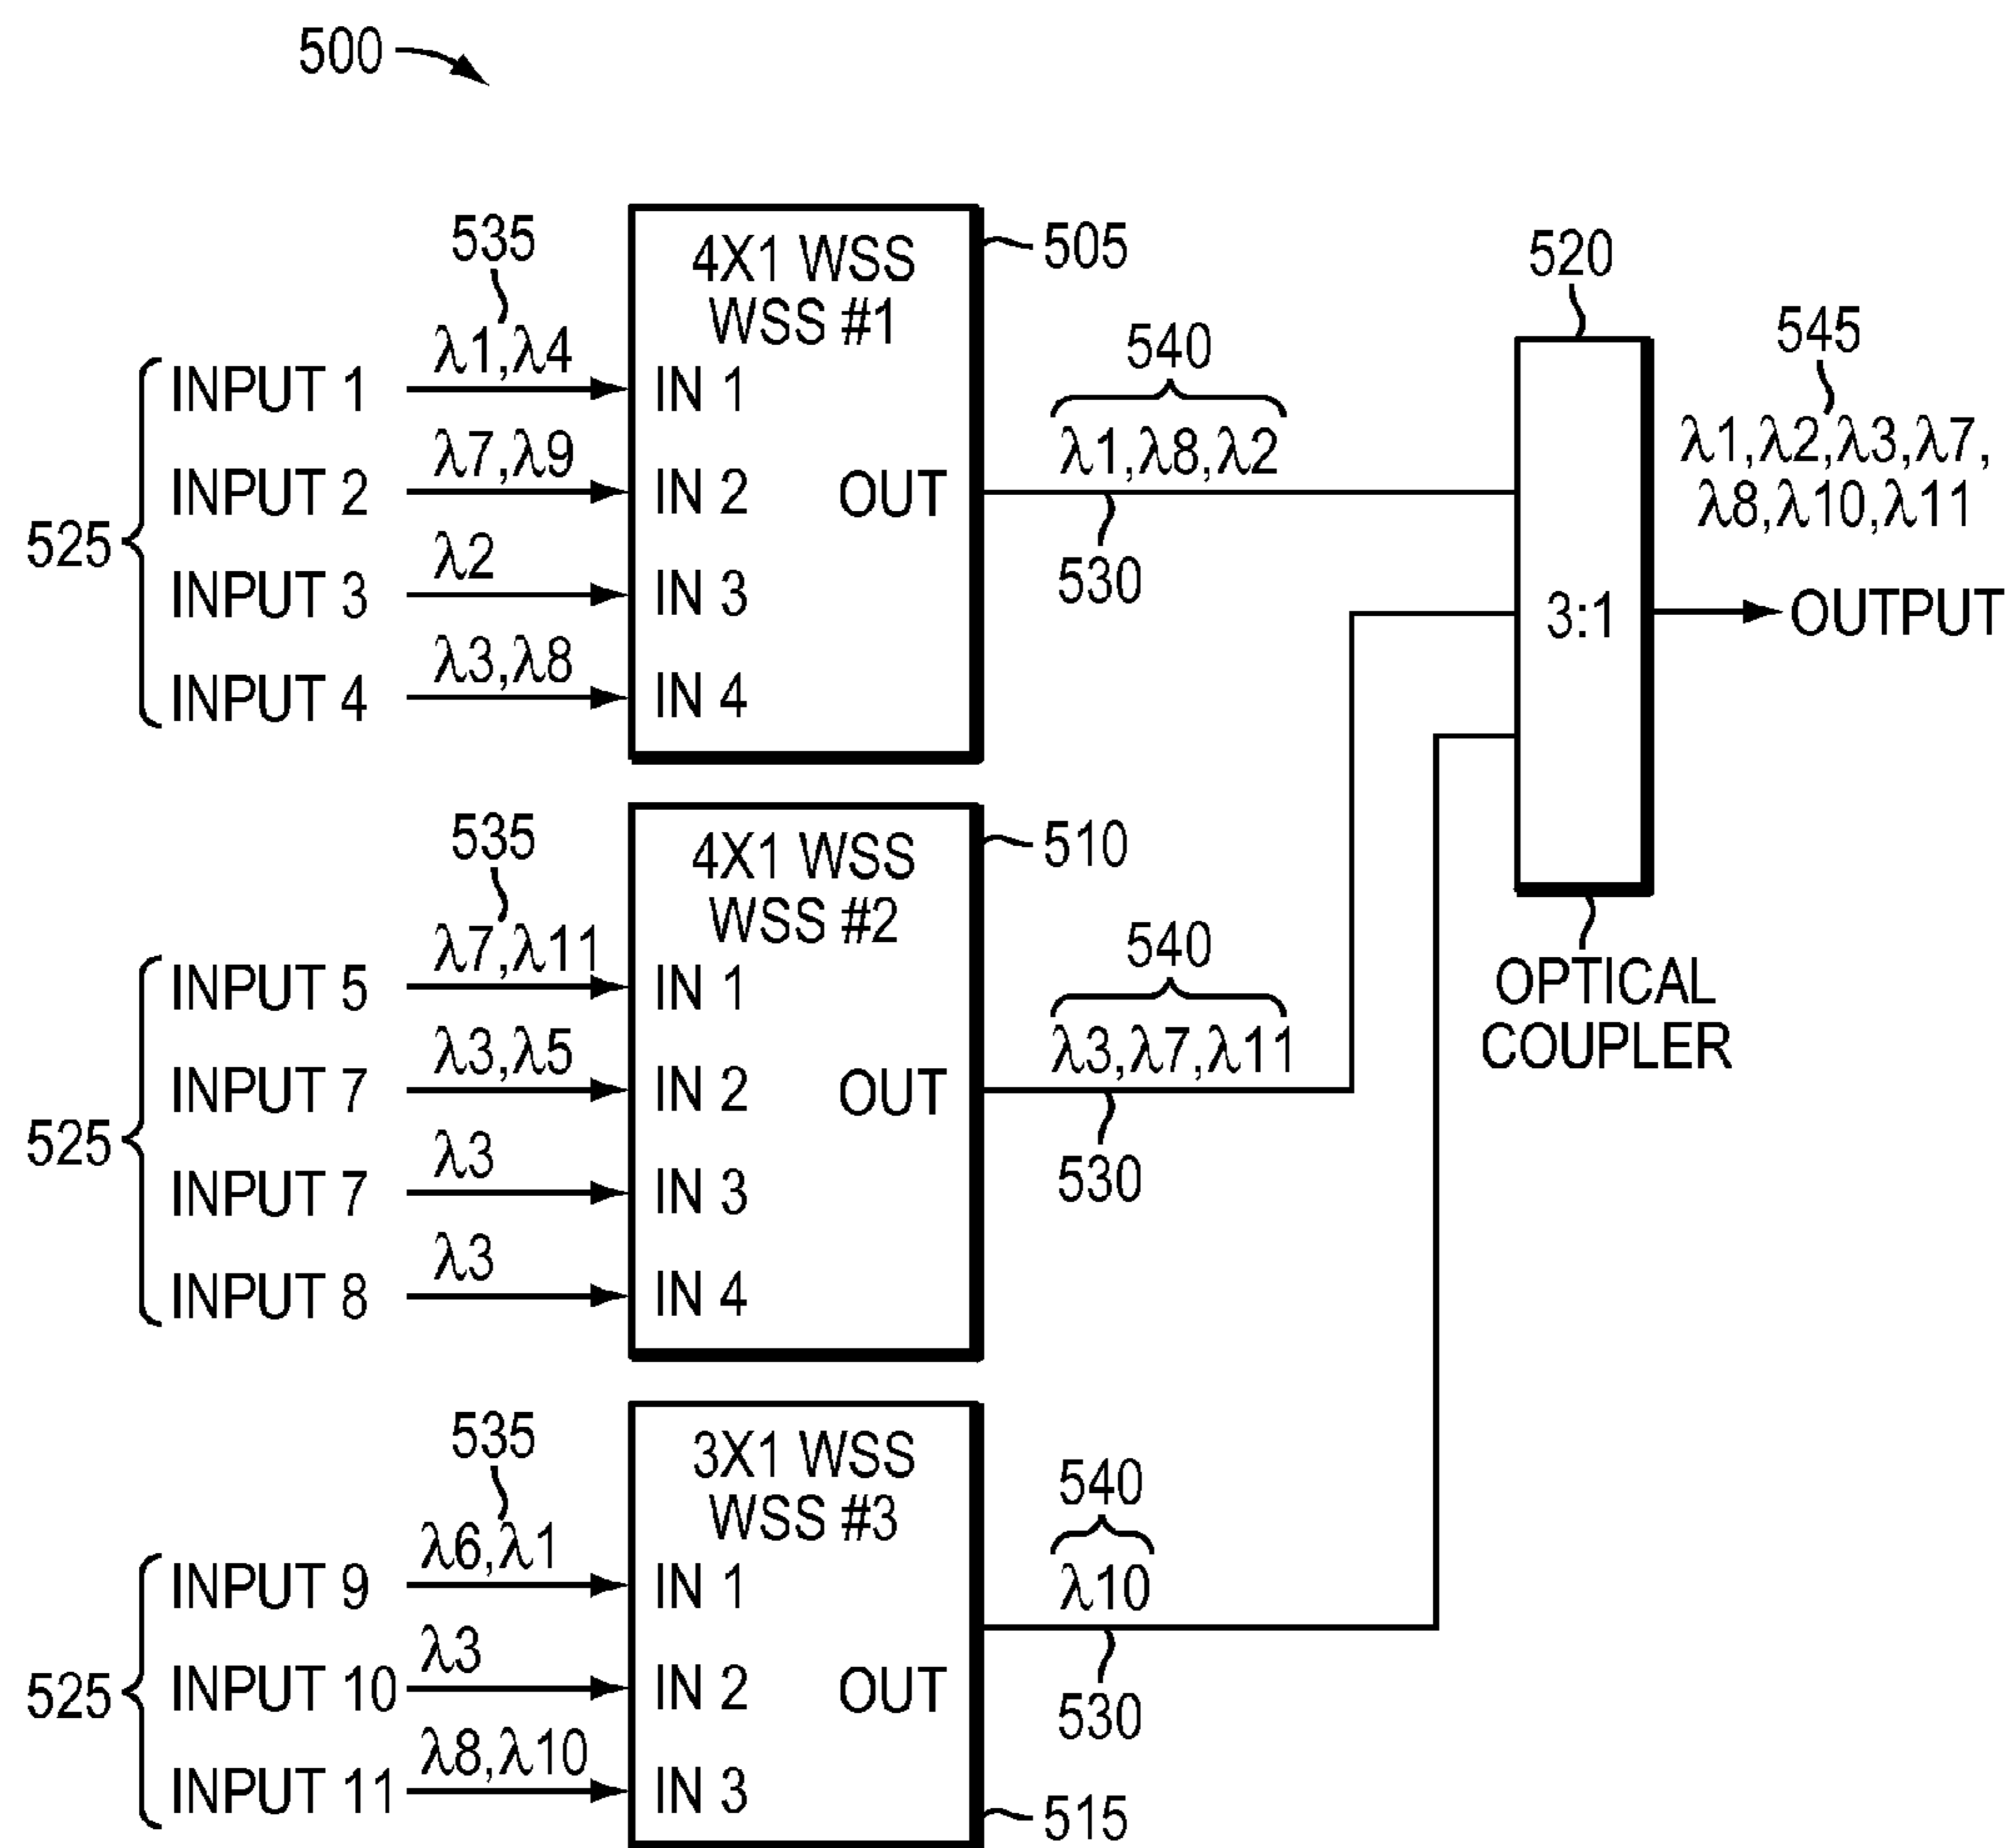 500
535
4X1 WSS
WSS #1
505
520
545
525
INPUT 1
λ1,λ4
IN 1
INPUT 2
λ7,λ9
IN 2
INPUT 3
λ2
IN 3
INPUT 4
λ3,λ8
IN 4
OUT
540
λ1,λ8,λ2
530
3:1
λ1,λ2,λ3,λ7,
λ8,λ10,λ11
OUTPUT
OPTICAL
COUPLER
535
4X1 WSS
WSS #2
510
525
INPUT 5
λ7,λ11
IN 1
INPUT 7
λ3,λ5
IN 2
INPUT 7
λ3
IN 3
INPUT 8
λ3
IN 4
OUT
540
λ3,λ7,λ11
530
535
3X1 WSS
WSS #3
525
INPUT 9
λ6,λ1
IN 1
INPUT 10
λ3
IN 2
INPUT 11
λ8,λ10
IN 3
OUT
540
λ10
530
515